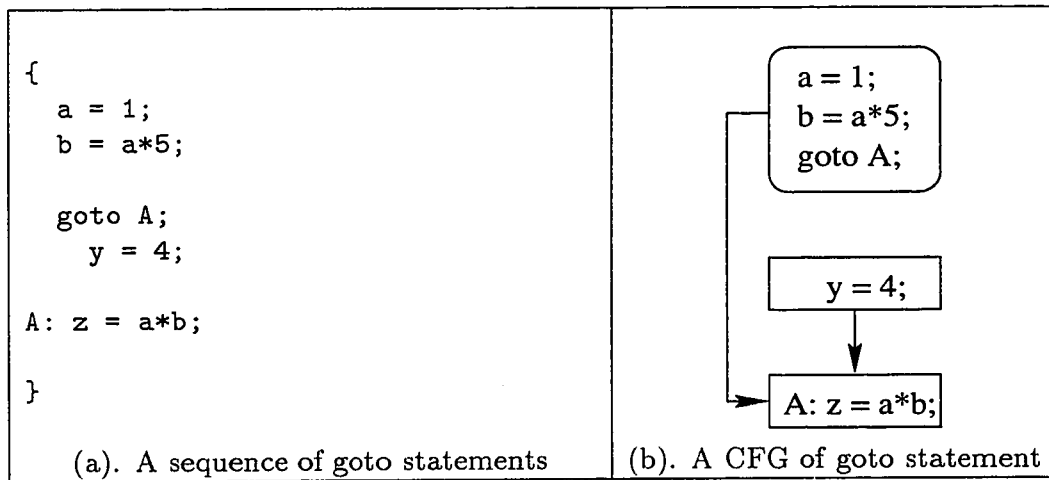 {
a = 1;
b = a*5;
goto A;
y = 4;
A: z = a*b;
}
(a). A sequence of goto statements
a = 1;
b = a*5;
goto A;
y = 4;
A: z = a*b;
(b). A CFG of goto statement